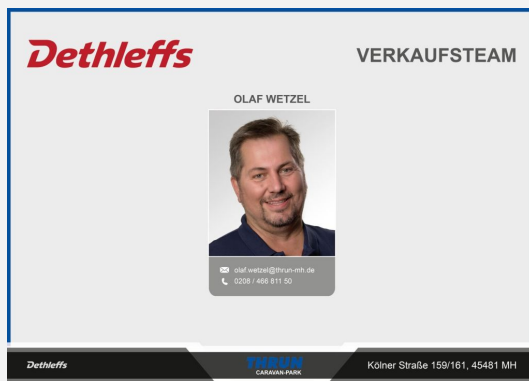 Dethleffs
VERKAUFSTEAM
OLAF WETZEL
olaf.wetzel@thrun-mh.de
0208 / 466 811 50
Dethleffs
THRUN
CARAVAN-PARK
Kölner Straße 159/161, 45481 MH